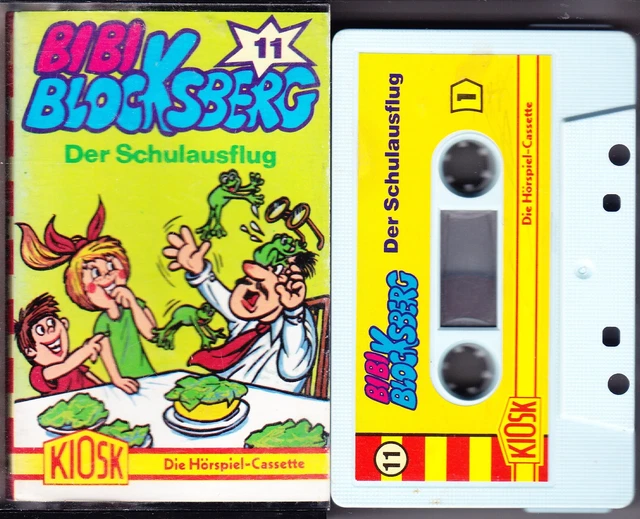 BIBI
BLOCKSBERG
11
Der Schulausflug
KIOSK
Die Hörspiel-Cassette
1
Der Schulausflug
BIBI
BLOCKSBERG
Die Hörspiel-Cassette
KIOSK
11